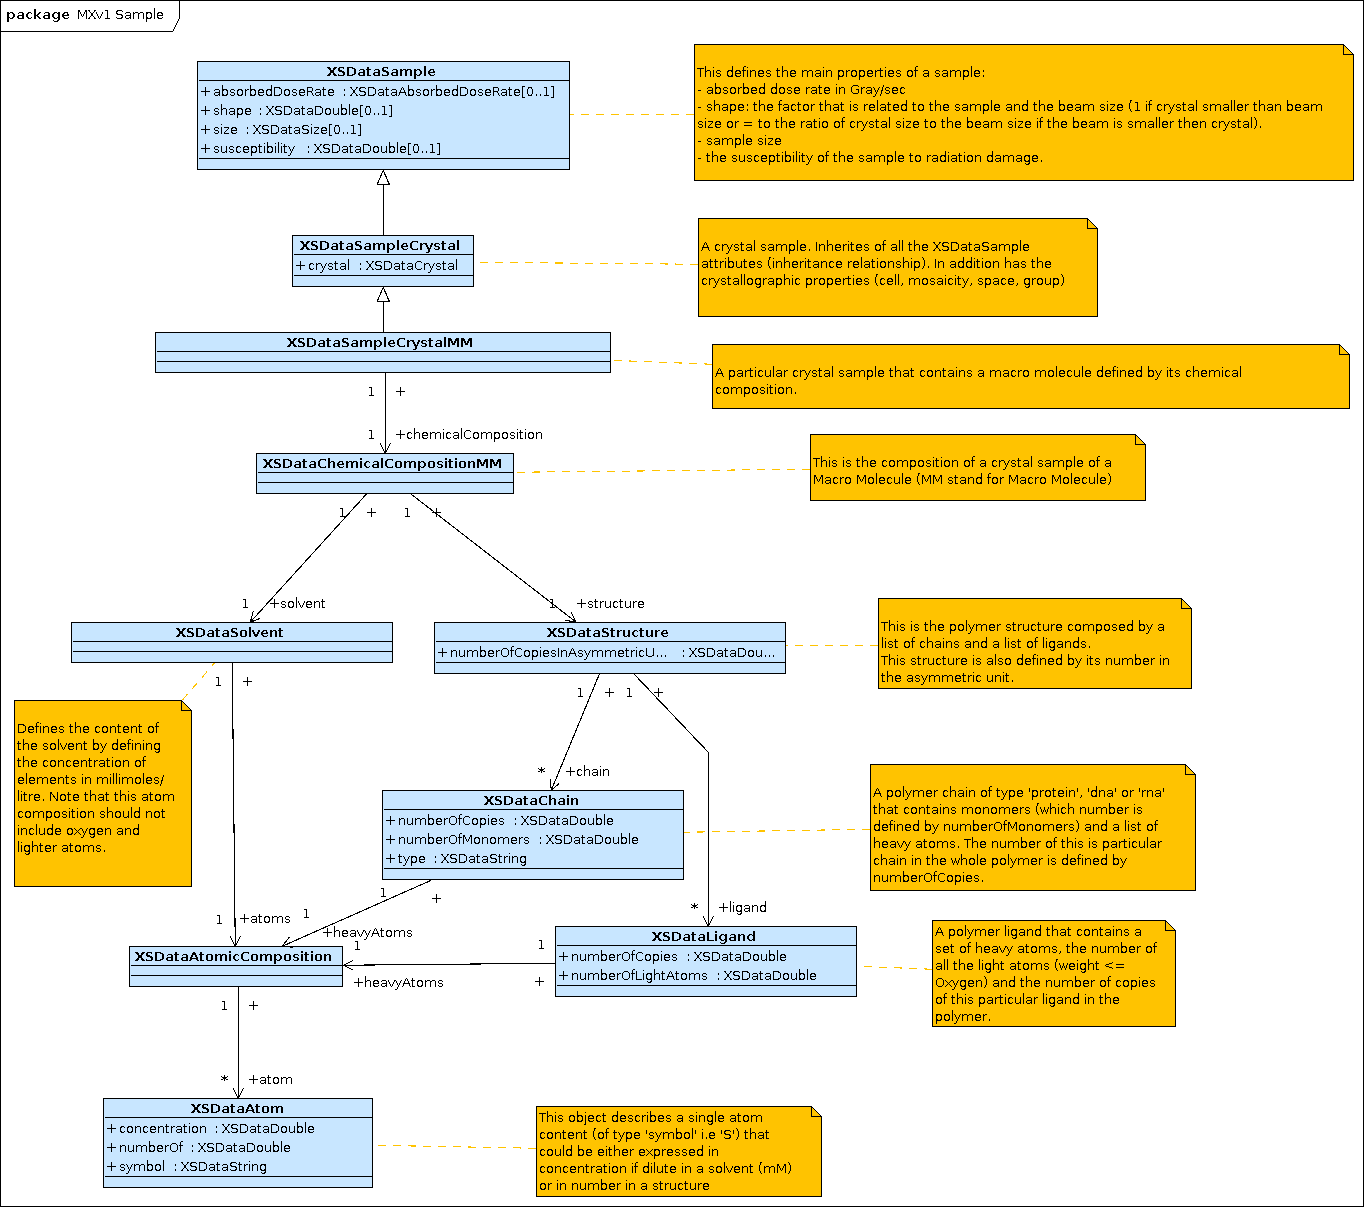 package MXv1 Sample
XSDataSample
+ absorbedDoseRate : XSDataAbsorbedDoseRate[0..1]
+ shape : XSDataDouble[0..1]
+ size : XSDataSize[0..1]
+ susceptibility : XSDataDouble[0..1]
This defines the main properties of a sample:
- absorbed dose rate in Gray/sec
- shape: the factor that is related to the sample and the beam size (1 if crystal smaller than beam
size or = to the ratio of crystal size to the beam size if the beam is smaller then crystal).
- sample size
- the susceptibility of the sample to radiation damage.
XSDataSampleCrystal
+ crystal : XSDataCrystal
A crystal sample. Inherites of all the XSDataSample
attributes (inheritance relationship). In addition has the
crystallographic properties (cell, mosaicity, space, group)
XSDataSampleCrystalMM
A particular crystal sample that contains a macro molecule defined by its chemical
composition.
1 +
1 +chemicalComposition
XSDataChemicalCompositionMM
This is the composition of a crystal sample of a
Macro Molecule (MM stand for Macro Molecule)
1 + 1 +
1 +solvent 1 +structure
XSDataSolvent
XSDataStructure
+ numberOfCopiesInAsymmetricU... : XSDataDou...
This is the polymer structure composed by a
list of chains and a list of ligands.
This structure is also defined by its number in
the asymmetric unit.
1 +
1 + 1 +
Defines the content of
the solvent by defining
the concentration of
elements in millimoles/
litre. Note that this atom
composition should not
include oxygen and
lighter atoms.
* +chain
XSDataChain
+ numberOfCopies : XSDataDouble
+ numberOfMonomers : XSDataDouble
+ type : XSDataString
A polymer chain of type 'protein', 'dna' or 'rna'
that contains monomers (which number is
defined by numberOfMonomers) and a list of
heavy atoms. The number of this is particular
chain in the whole polymer is defined by
numberOfCopies.
1 +
1 +atoms 1 +heavyAtoms
* +ligand
XSDataAtomicComposition
1 +heavyAtoms
1 +
XSDataLigand
+ numberOfCopies : XSDataDouble
+ numberOfLightAtoms : XSDataDouble
A polymer ligand that contains a
set of heavy atoms, the number of
all the light atoms (weight <=
Oxygen) and the number of copies
of this particular ligand in the
polymer.
1 +
* +atom
XSDataAtom
+ concentration : XSDataDouble
+ numberOf : XSDataDouble
+ symbol : XSDataString
This object describes a single atom
content (of type 'symbol' i.e 'S') that
could be either expressed in
concentration if dilute in a solvent (mM)
or in number in a structure